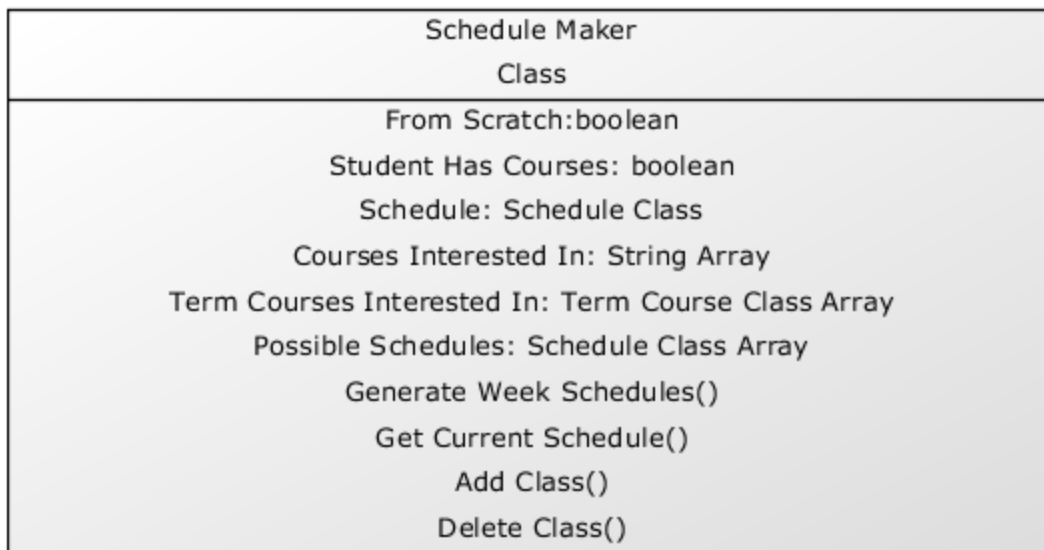 Schedule Maker
Class
From Scratch:boolean
Student Has Courses: boolean
Schedule: Schedule Class
Courses Interested In: String Array
Term Courses Interested In: Term Course Class Array
Possible Schedules: Schedule Class Array
Generate Week Schedules()
Get Current Schedule()
Add Class()
Delete Class()